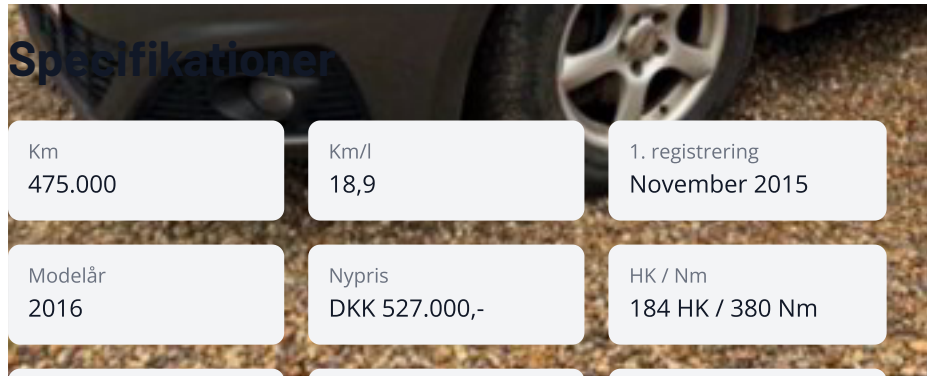 Specifikationer
Km
475.000
Km/l
18,9
1. registrering
November 2015
Modelår
2016
Nypris
DKK 527.000,-
HK / Nm
184 HK / 380 Nm